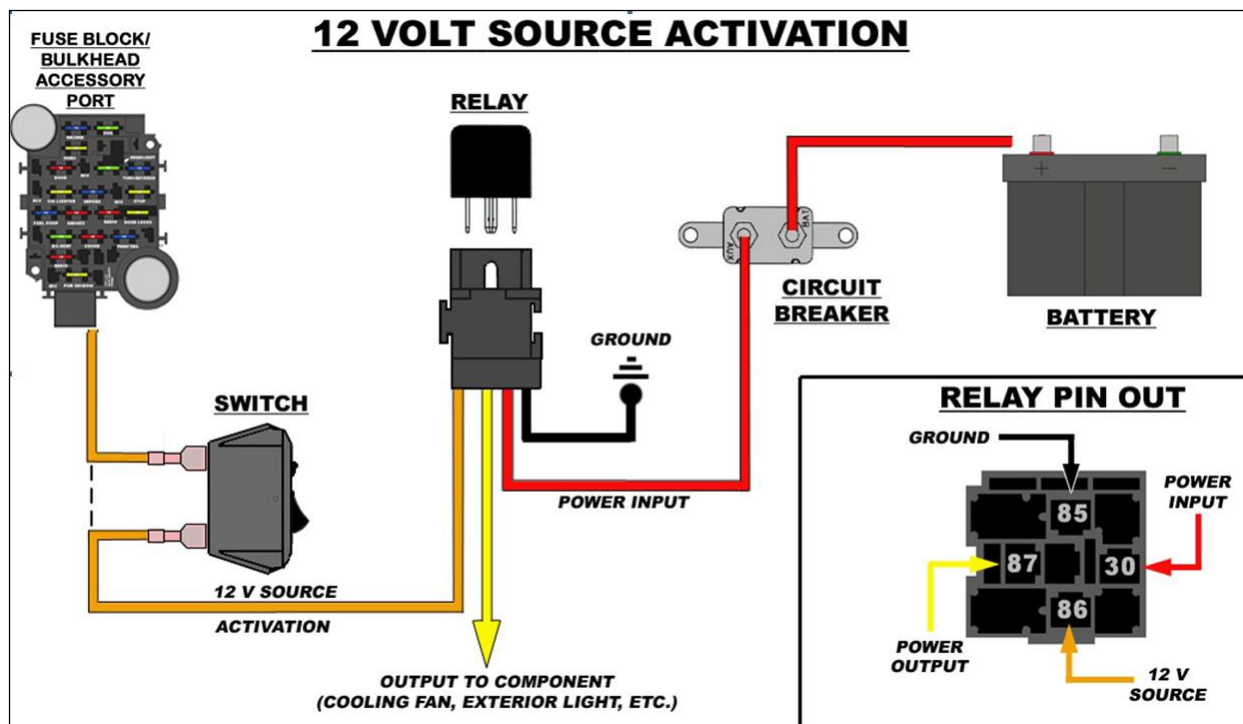 12 VOLT SOURCE ACTIVATION
FUSE BLOCK/
BULKHEAD
ACCESSORY
PORT
RELAY
BAT
AUX
CIRCUIT
BREAKER
+
-
BATTERY
GROUND
SWITCH
POWER INPUT
12 V SOURCE
ACTIVATION
OUTPUT TO COMPONENT
(COOLING FAN, EXTERIOR LIGHT, ETC.)
RELAY PIN OUT
GROUND
POWER
INPUT
85
87
30
86
POWER
OUTPUT
12 V
SOURCE